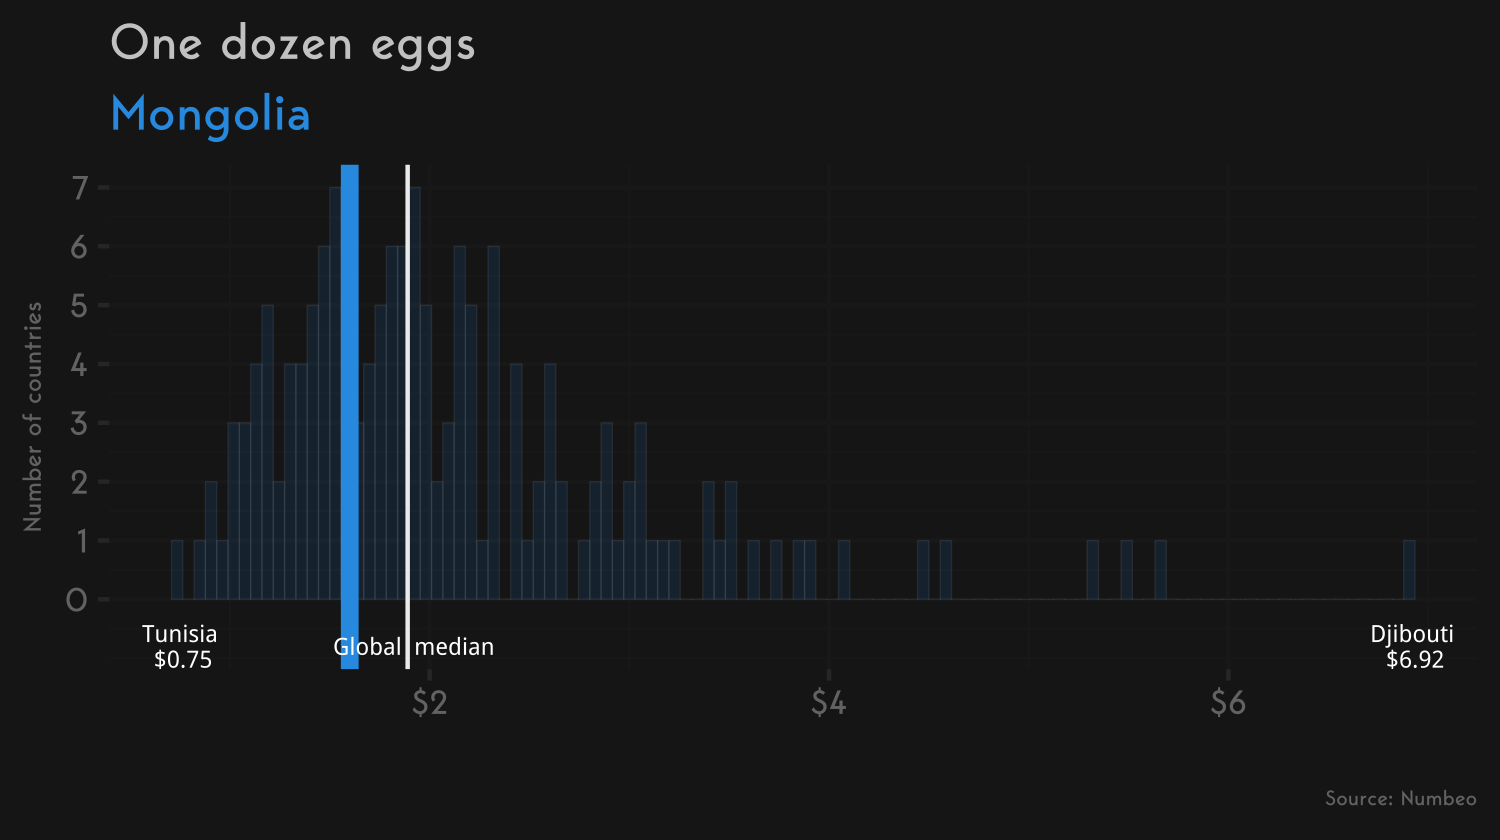 One dozen eggs
Mongolia
Number of countries
7
6
5
4
3
2
1
0
Tunisia
$0.75
Global median
Djibouti
$6.92
$2
$4
$6
Source: Numbeo